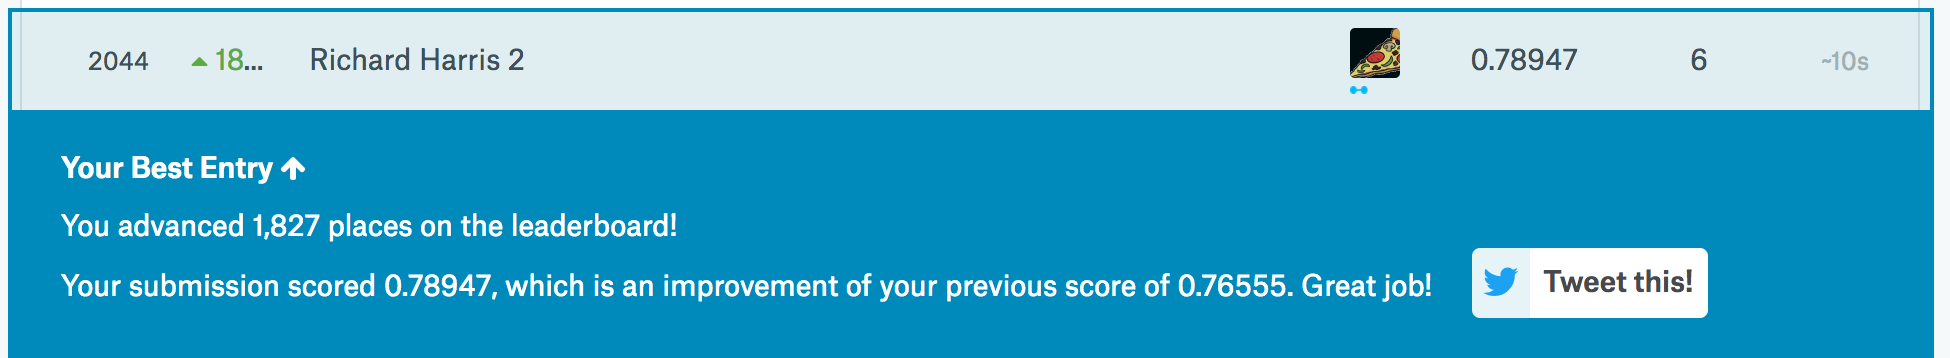 2044 18... Richard Harris 2 0.78947 6 ~10s
Your Best Entry
You advanced 1,827 places on the leaderboard!
Your submission scored 0.78947, which is an improvement of your previous score of 0.76555. Great job! Tweet this!